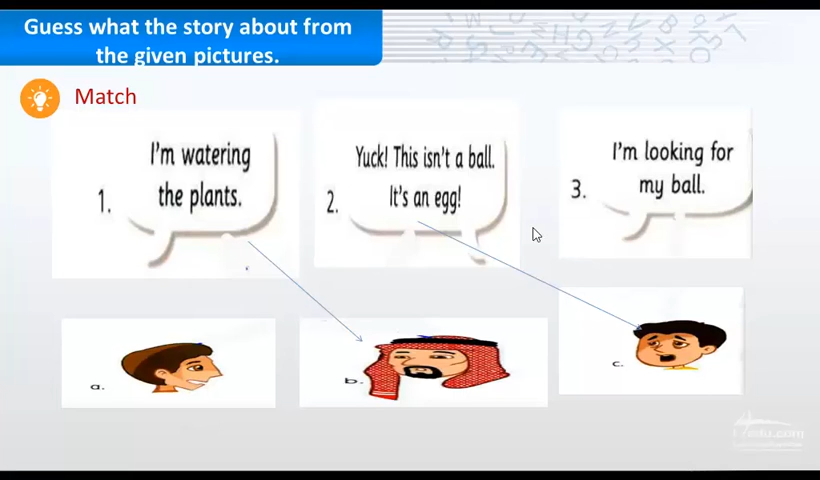 Guess what the story about from
the given pictures.
Match
1.
I'm watering
the plants.
2.
Yuck! This isn't a ball.
It's an egg!
3.
I'm looking for
my ball.
a.
b.
c.